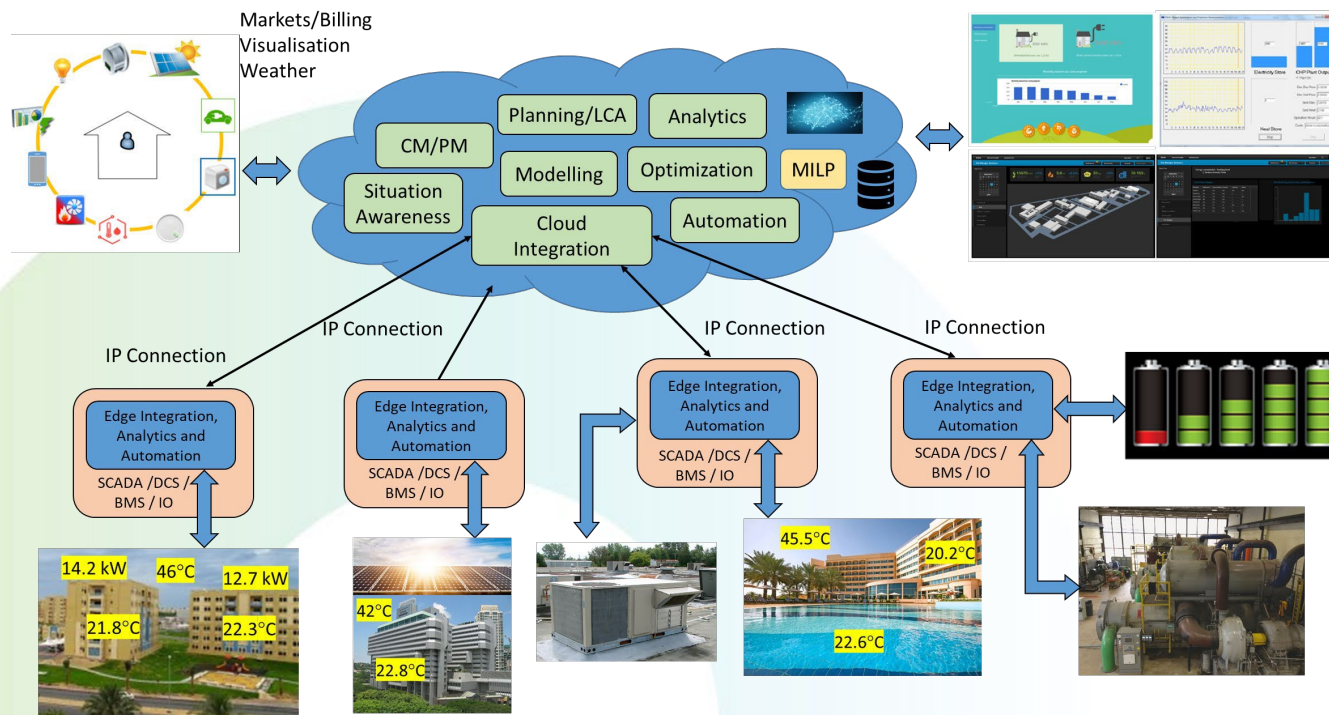 Markets/Billing
Visualisation
Weather
Planning/LCA
Analytics
CM/PM
Modelling
Optimization
MILP
Situation
Awareness
Cloud
Integration
Automation
Electricity Store
CHP Plant Output
Heat Store
IP Connection
IP Connection
IP Connection
IP Connection
Edge Integration,
Analytics and
Automation
SCADA /DCS /
BMS / IO
Edge Integration,
Analytics and
Automation
SCADA /DCS /
BMS / IO
Edge Integration,
Analytics and
Automation
SCADA /DCS /
BMS / IO
Edge Integration,
Analytics and
Automation
SCADA /DCS /
BMS / IO
14.2 kW
46°C
12.7 kW
21.8°C
22.3°C
42°C
22.8°C
45.5°C
20.2°C
22.6°C